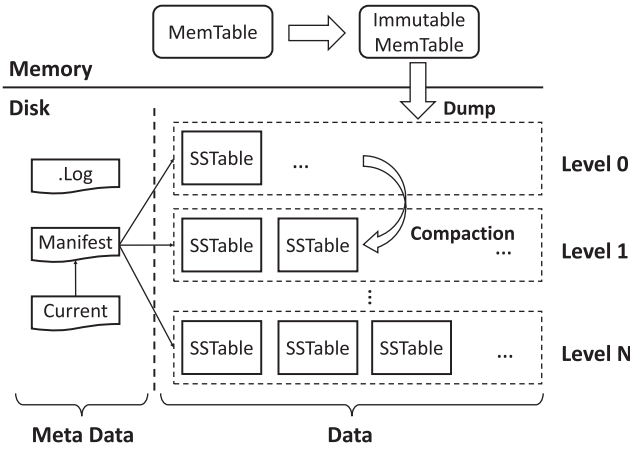 MemTable
Immutable
MemTable
Memory
Disk
Dump
SSTable
...
Level 0
.Log
Manifest
SSTable
SSTable
Compaction
...
Level 1
Current
...
SSTable
SSTable
SSTable
...
Level N
Meta Data
Data